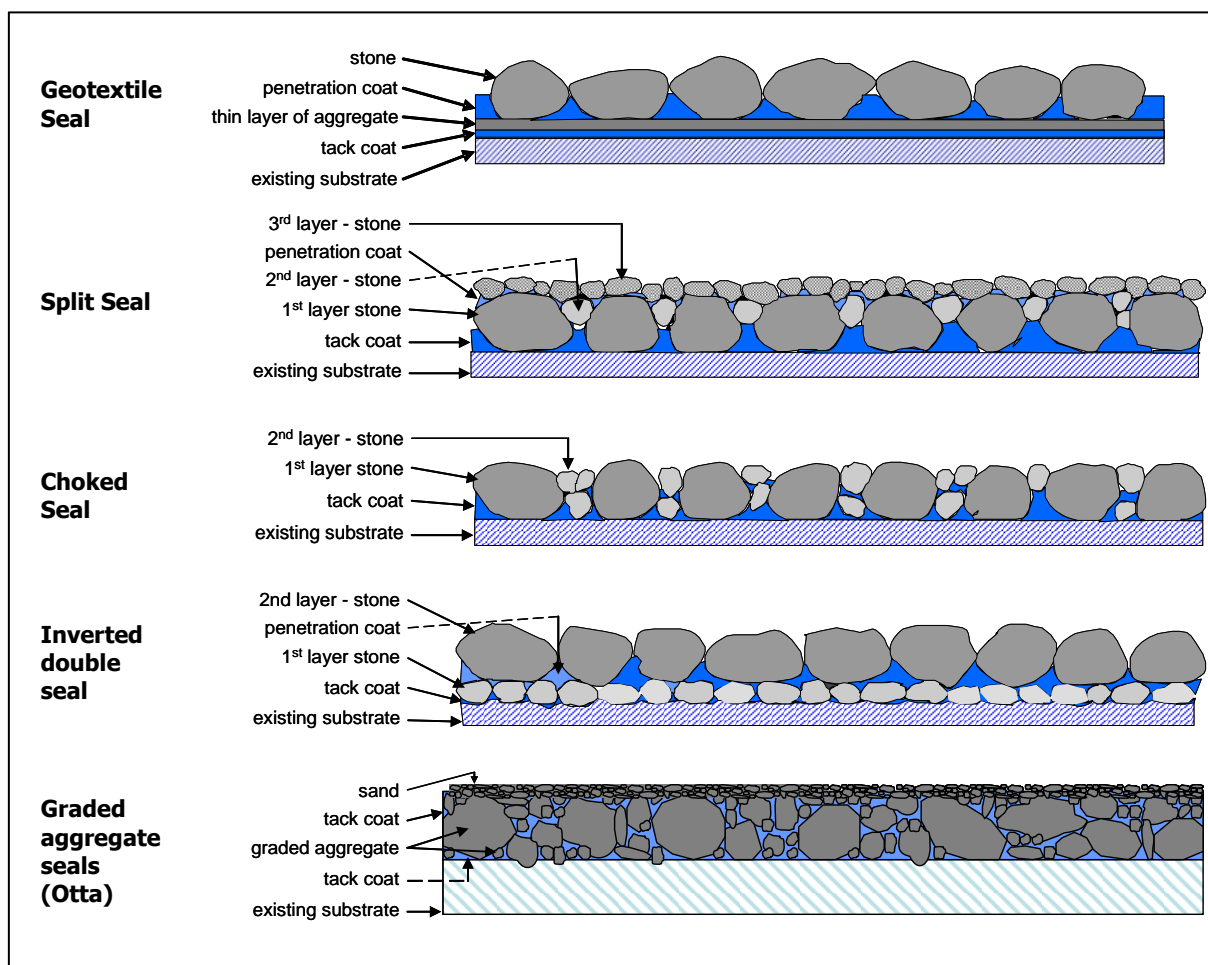 Geotextile
Seal
stone
penetration coat
thin layer of aggregate
tack coat
existing substrate
Split Seal
3rd layer - stone
penetration coat
2nd layer - stone
1st layer stone
tack coat
existing substrate
Choked
Seal
2nd layer - stone
1st layer stone
tack coat
existing substrate
Inverted
double
seal
2nd layer - stone
penetration coat
1st layer stone
tack coat
existing substrate
Graded
aggregate
seals
(Otta)
sand
tack coat
graded aggregate
tack coat
existing substrate